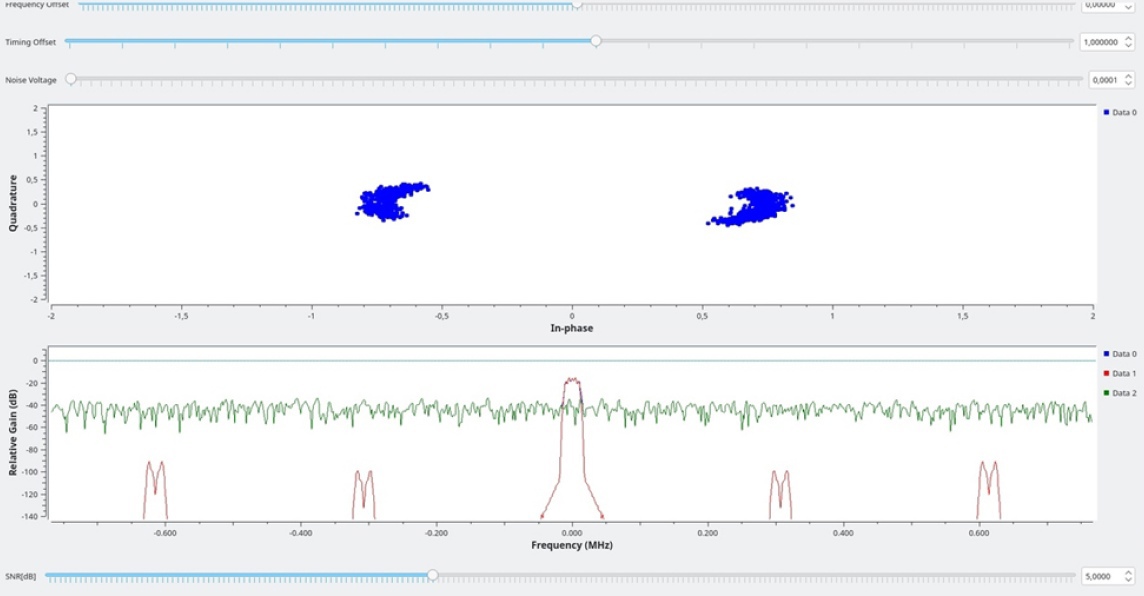 Frequency Offset 0,00000
Timing Offset 1,000000
Noise Voltage 0,0001
2
1,5
1
0,5
0
-0,5
-1
-1,5
-2
Quadrature
Data 0
-2 -1,5 -1 -0,5 0 0,5 1 1,5 2
In-phase
0
-20
-40
-60
-80
-100
-120
-140
Relative Gain (dB)
Data 0
Data 1
Data 2
-0.600 -0.400 -0.200 0.000 0.200 0.400 0.600
Frequency (MHz)
SNR[dB] 5,0000